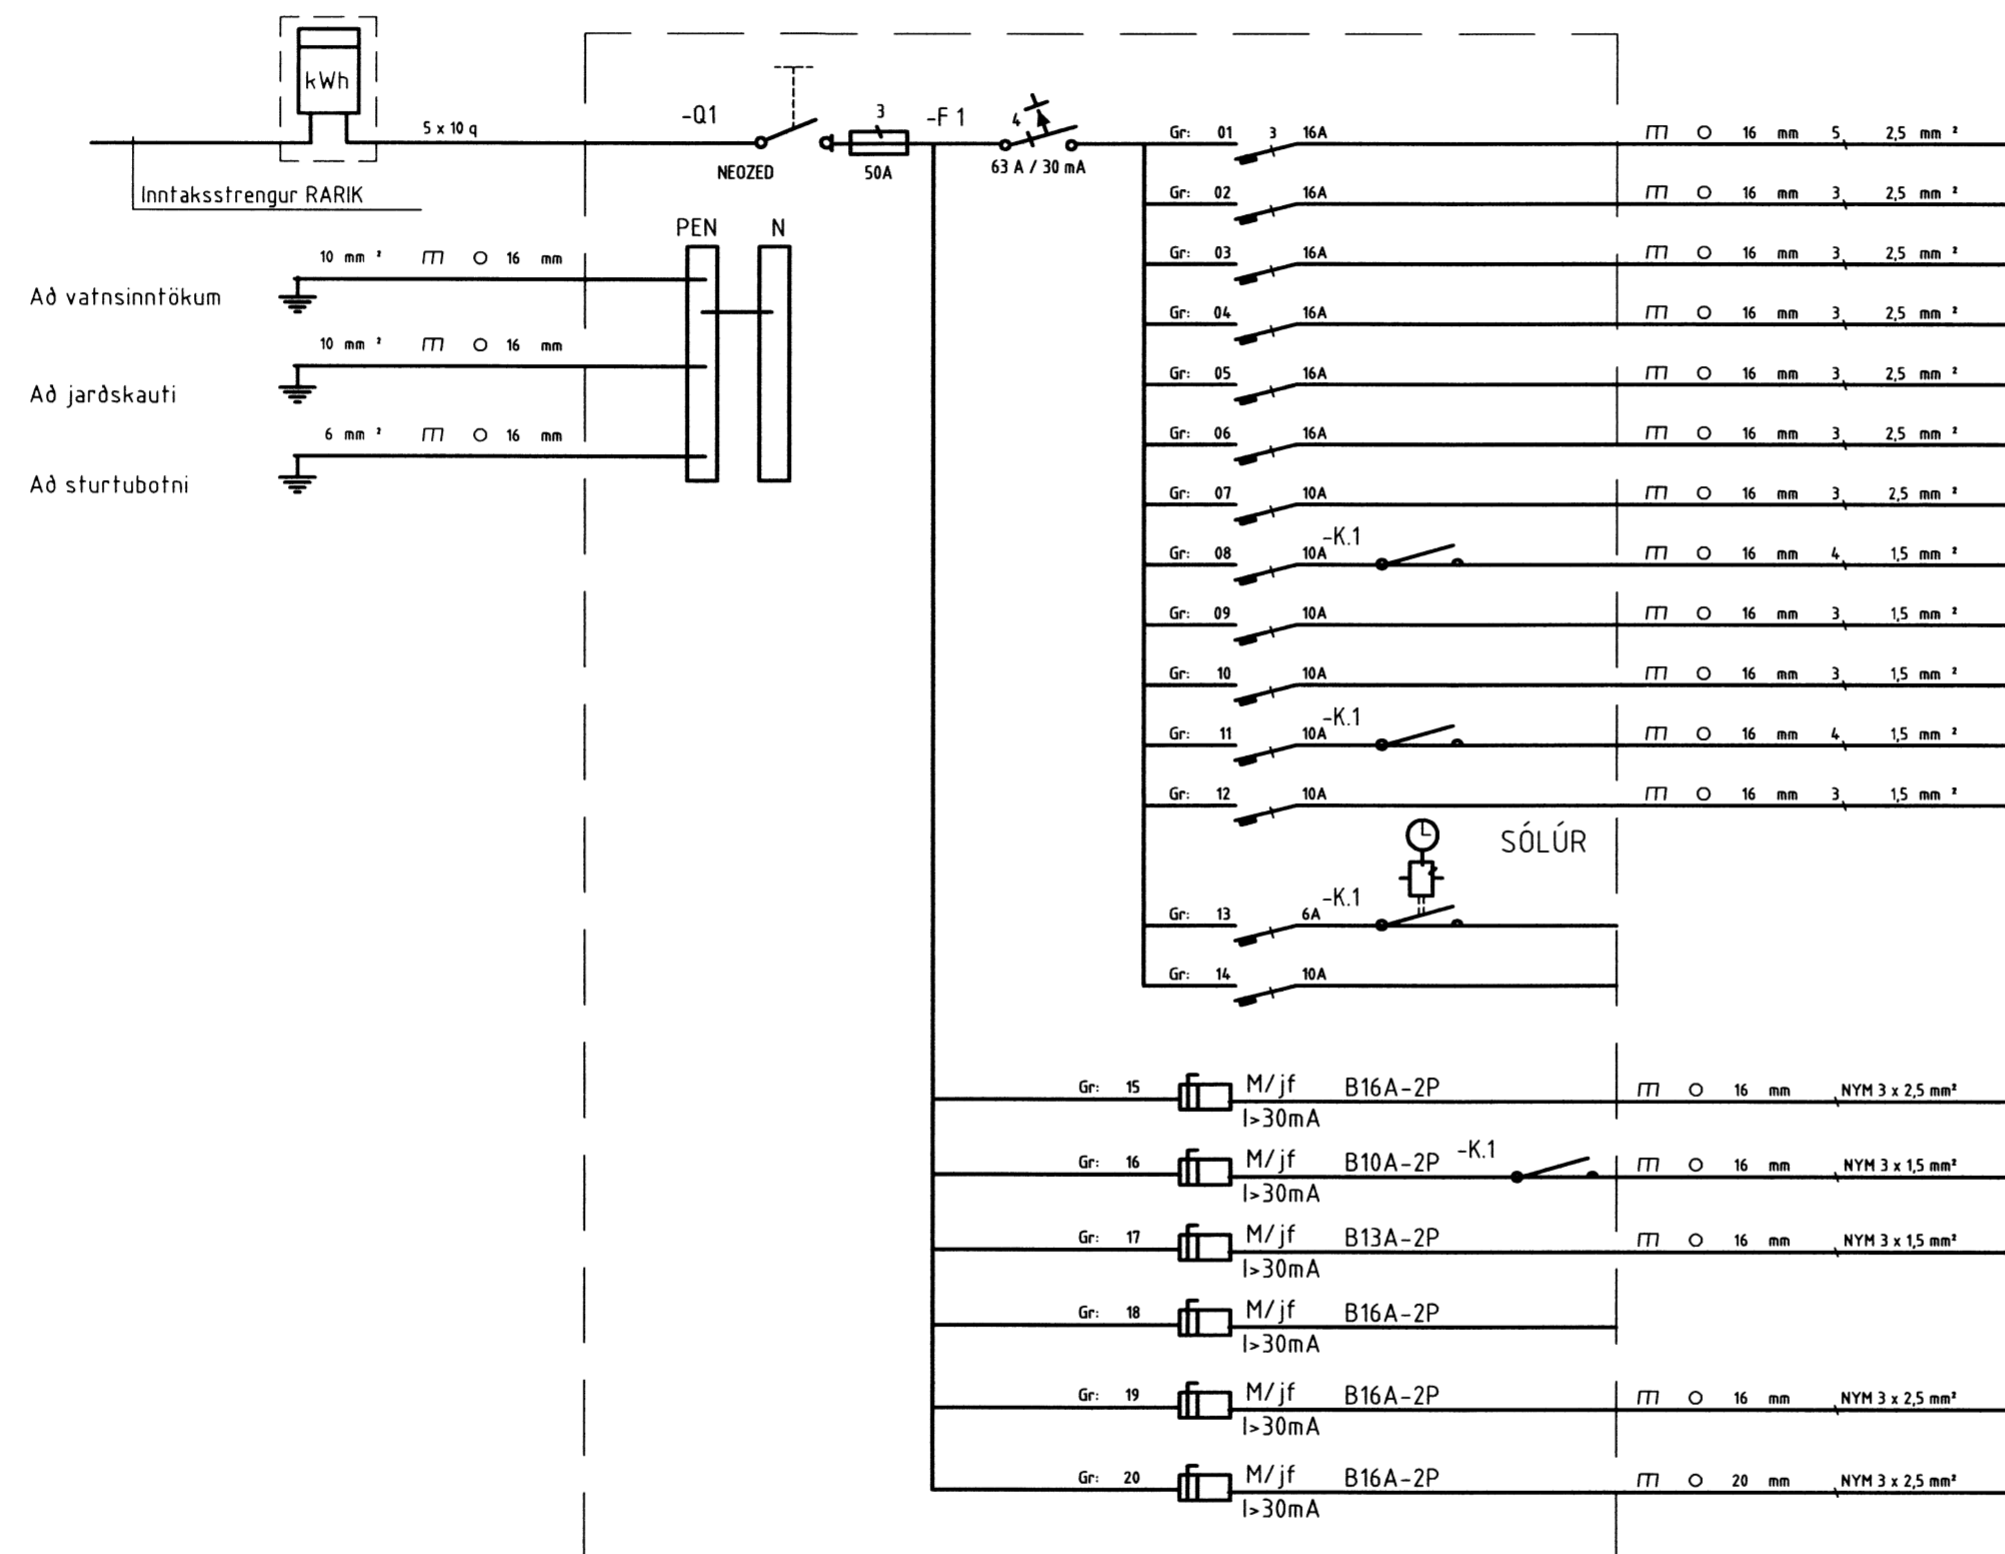 kWh
5 x 10 q
Inntaksstrengur RARIK
-Q1
NEOZED
3
50A
-F 1
4
63 A / 30 mA
PEN N
10 mm ² 16 mm
Að vatnsinntökum
10 mm ² 16 mm
Að jarðskauti
6 mm ² 16 mm
Að sturtubotni
Gr: 01 3 16A 16 mm 5 2,5 mm ²
Gr: 02 16A 16 mm 3 2,5 mm ²
Gr: 03 16A 16 mm 3 2,5 mm ²
Gr: 04 16A 16 mm 3 2,5 mm ²
Gr: 05 16A 16 mm 3 2,5 mm ²
Gr: 06 16A 16 mm 3 2,5 mm ²
Gr: 07 10A 16 mm 3 2,5 mm ²
Gr: 08 10A -K.1 16 mm 4 1,5 mm ²
Gr: 09 10A 16 mm 3 1,5 mm ²
Gr: 10 10A 16 mm 3 1,5 mm ²
Gr: 11 10A -K.1 16 mm 4 1,5 mm ²
Gr: 12 10A 16 mm 3 1,5 mm ²
SÓLÚR
Gr: 13 6A -K.1
Gr: 14 10A
Gr: 15 M/jf B16A-2P 16 mm NYM 3 x 2,5 mm²
I>30mA
Gr: 16 M/jf B10A-2P -K.1 16 mm NYM 3 x 1,5 mm²
I>30mA
Gr: 17 M/jf B13A-2P 16 mm NYM 3 x 1,5 mm²
I>30mA
Gr: 18 M/jf B16A-2P
I>30mA
Gr: 19 M/jf B16A-2P 16 mm NYM 3 x 2,5 mm²
I>30mA
Gr: 20 M/jf B16A-2P 20 mm NYM 3 x 2,5 mm²
I>30mA